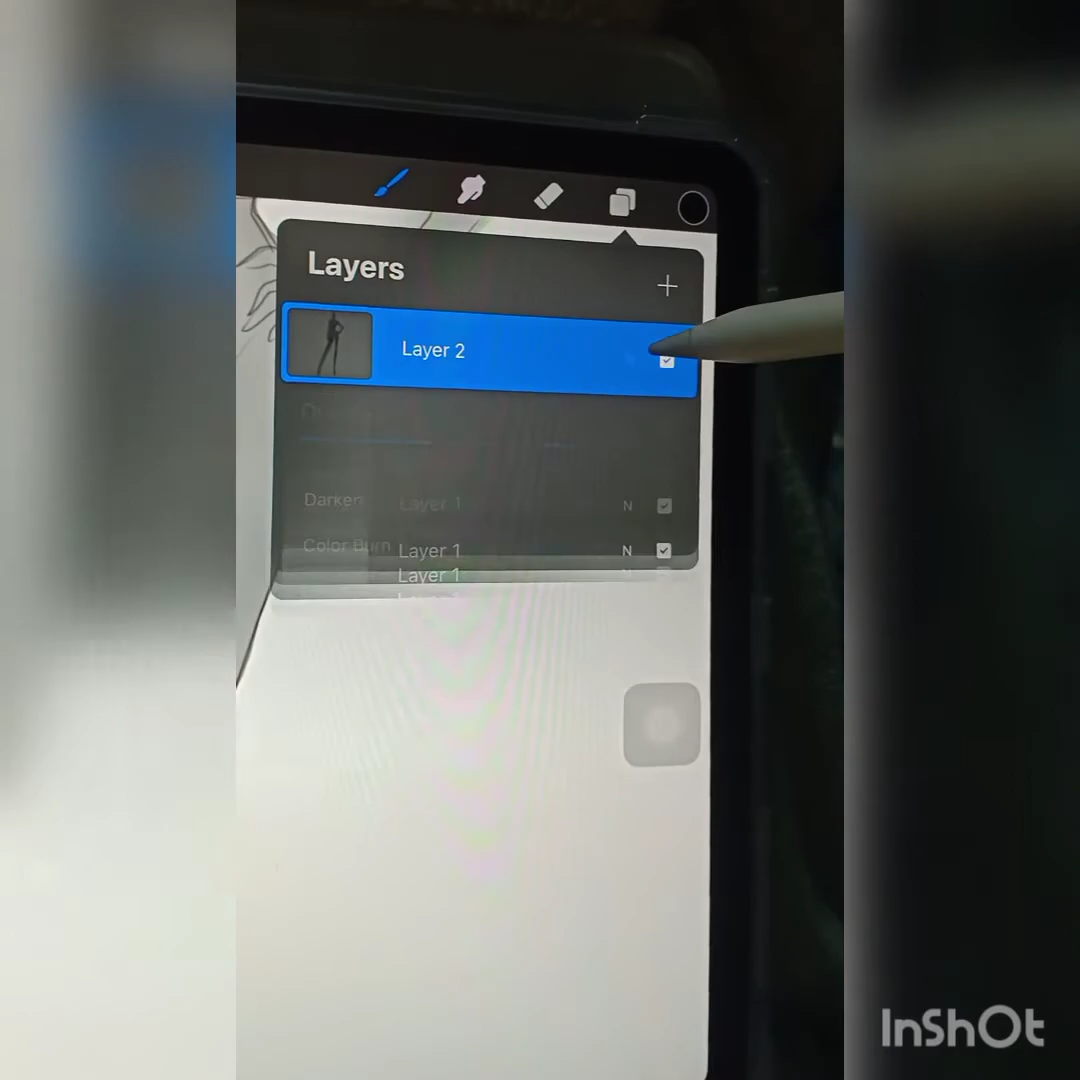 Layers
Layer 2
Darken
Layer 1 N
Color Burn
Layer 1 N
Layer 1
InShOt